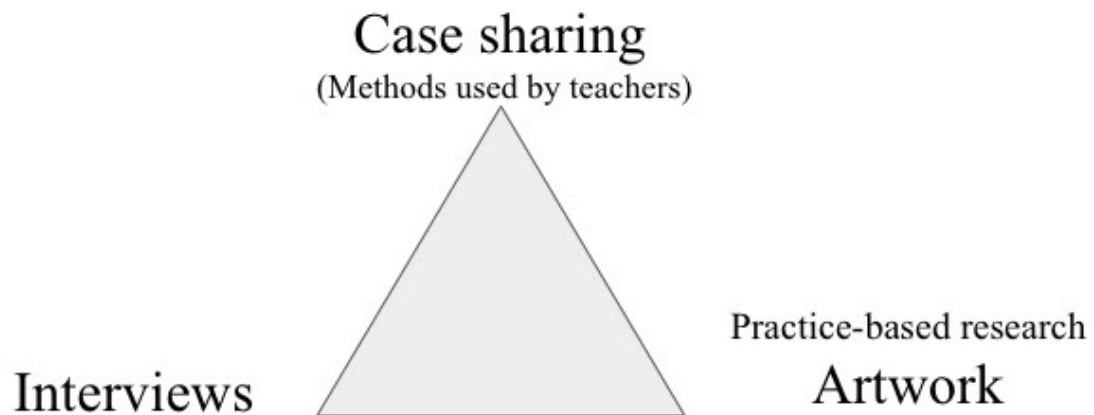 Case sharing
(Methods used by teachers)
Practice-based research
Interviews
Artwork